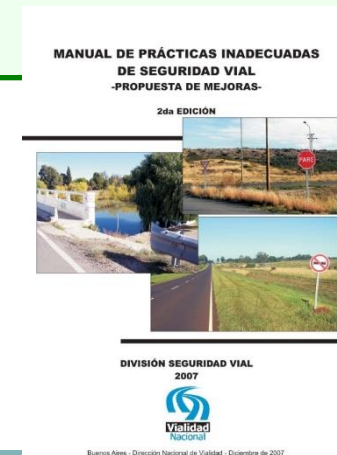 MANUAL DE PRÁCTICAS INADECUADAS
DE SEGURIDAD VIAL
-PROPUESTA DE MEJORAS-
2da EDICIÓN
PARE
DIVISIÓN SEGURIDAD VIAL
2007
Vialidad
Nacional
Buenos Aires - Dirección Nacional de Vialidad - Diciembre de 2007